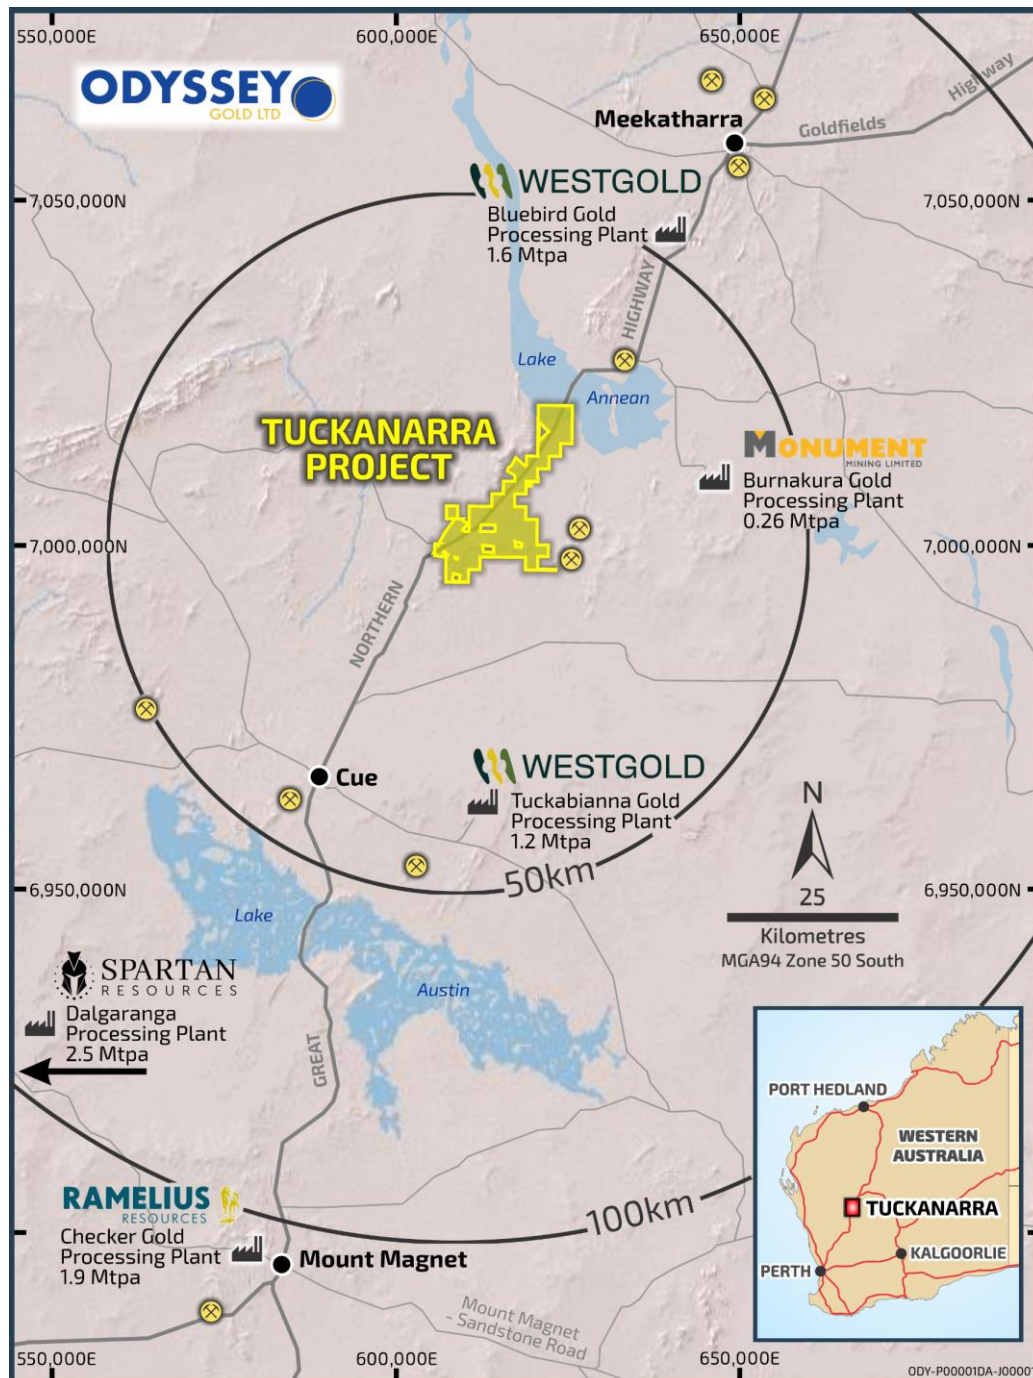 550,000E
600,000E
650,000E
ODYSSEY
GOLD LTD
Highway
Goldfields
Meekatharra
7,050,000N
7,050,000N
WESTGOLD
Bluebird Gold
Processing Plant
1.6 Mtpa
HIGHWAY
Lake
Annean
TUCKANARRA
PROJECT
MONUMENT
MINING LIMITED
Burnakura Gold
Processing Plant
0.26 Mtpa
7,000,000N
7,000,000N
NORTHERN
Cue
WESTGOLD
Tuckabianna Gold
Processing Plant
1.2 Mtpa
50km
N
25
Kilometres
MGA94 Zone 50 South
6,950,000N
6,950,000N
Lake
Austin
SPARTAN
RESOURCES
Dalgaranga
Processing Plant
2.5 Mtpa
GREAT
100km
RAMELIUS
RESOURCES
Checker Gold
Processing Plant
1.9 Mtpa
Mount Magnet
Mount Magnet
- Sandstone Road
PORT HEDLAND
WESTERN
AUSTRALIA
TUCKANARRA
KALGOORLIE
PERTH
550,000E
600,000E
650,000E
ODY-P00001DA-J00001